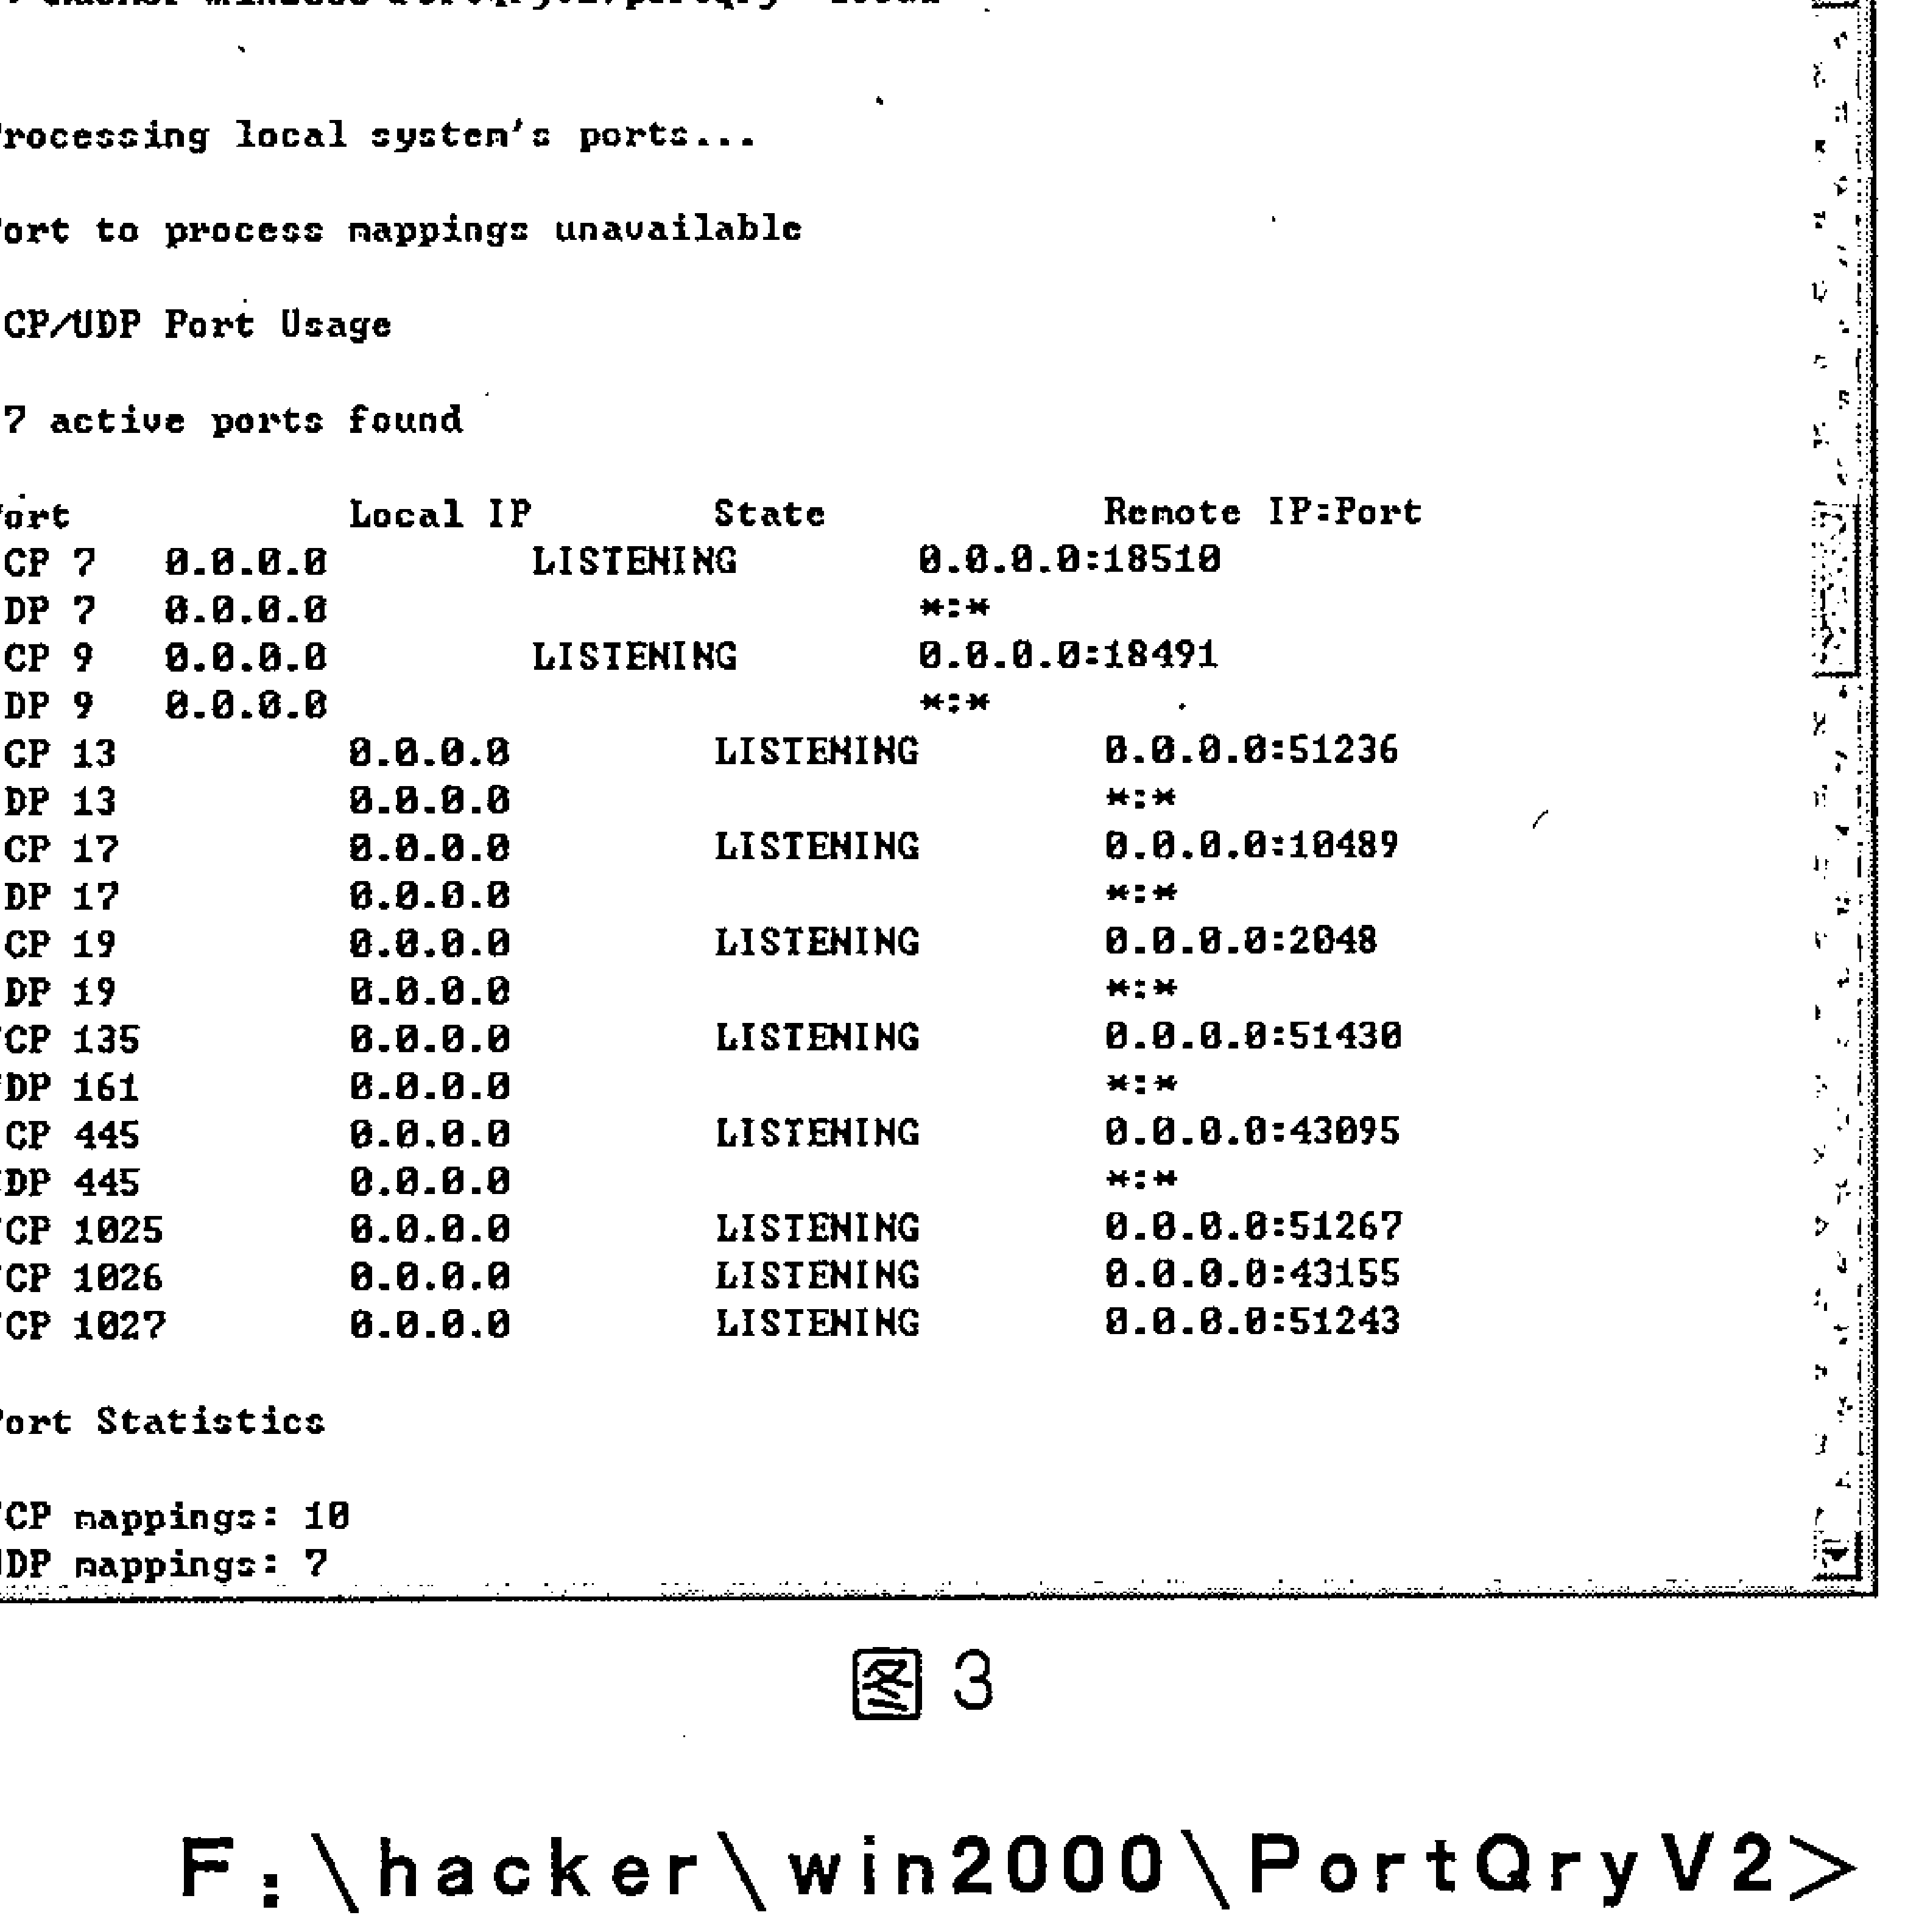 rocessing local system's ports...
ort to process mappings unavailable
CP/UDP Port Usage
7 active ports found
ort Local IP State Remote IP:Port
CP 7 0.0.0.0 LISTENING 0.0.0.0:18510
DP 7 0.0.0.0 *:*
CP 9 0.0.0.0 LISTENING 0.0.0.0:18491
DP 9 0.0.0.0 *:*
CP 13 0.0.0.0 LISTENING 0.0.0.0:51236
DP 13 0.0.0.0 *:*
CP 17 0.0.0.0 LISTENING 0.0.0.0:10489
DP 17 0.0.0.0 *:*
CP 19 0.0.0.0 LISTENING 0.0.0.0:2048
DP 19 0.0.0.0 *:*
CP 135 0.0.0.0 LISTENING 0.0.0.0:51430
DP 161 0.0.0.0 *:*
CP 445 0.0.0.0 LISTENING 0.0.0.0:43095
DP 445 0.0.0.0 *:*
CP 1025 0.0.0.0 LISTENING 0.0.0.0:51267
CP 1026 0.0.0.0 LISTENING 0.0.0.0:43155
CP 1027 0.0.0.0 LISTENING 0.0.0.0:51243
ort Statistics
CP mappings: 10
DP mappings: 7
图 3
F:\hacker\win2000\PortQryV2>